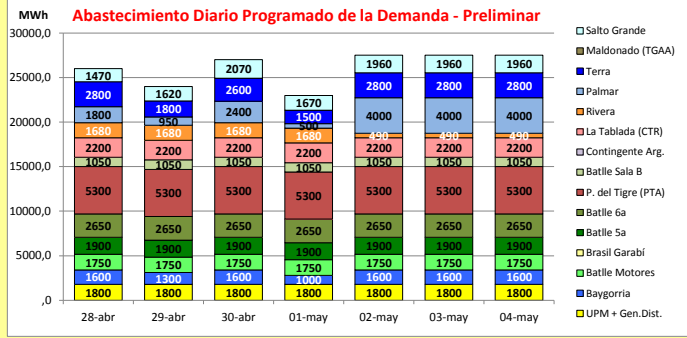 MWh Abastecimiento Diario Programado de la Demanda - Preliminar
30000,0
25000,0
20000,0
15000,0
10000,0
5000,0
,0
1470 1620 2070 1670 1960 1960 1960
2800 1800 2600 1500 2800 2800 2800
1800 950 2400 500 4000 4000 4000
1680 1680 1680 1680 490 490 490
2200 2200 2200 2200 2200 2200 2200
1050 1050 1050 1050 1050 1050 1050
5300 5300 5300 5300 5300 5300 5300
2650 2650 2650 2650 2650 2650 2650
1900 1900 1900 1900 1900 1900 1900
1750 1750 1750 1750 1750 1750 1750
1600 1300 1600 1000 1600 1600 1600
1800 1800 1800 1800 1800 1800 1800
28-abr 29-abr 30-abr 01-may 02-may 03-may 04-may
Salto Grande
Maldonado (TGAA)
Terra
Palmar
Rivera
La Tablada (CTR)
Contingente Arg.
Batlle Sala B
P. del Tigre (PTA)
Batlle 6a
Batlle 5a
Brasil Garabí
Batlle Motores
Baygorria
UPM + Gen.Dist.